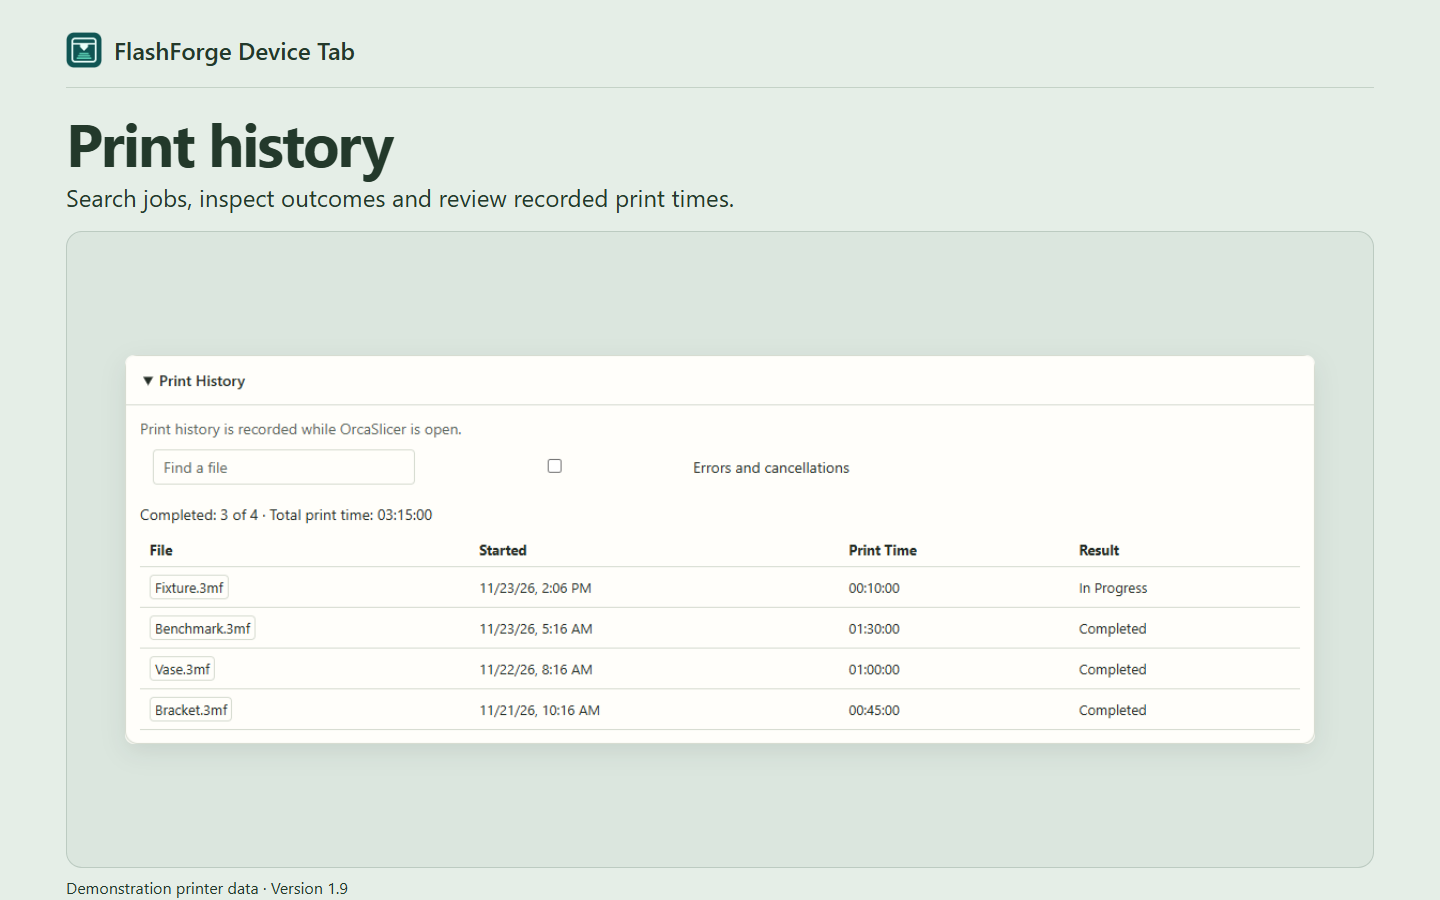 FlashForge Device Tab
Print history
Search jobs, inspect outcomes and review recorded print times.
▼ Print History
Print history is recorded while OrcaSlicer is open.
Find a file
Errors and cancellations
Completed: 3 of 4 · Total print time: 03:15:00
File Started Print Time Result
Fixture.3mf 11/23/26, 2:06 PM 00:10:00 In Progress
Benchmark.3mf 11/23/26, 5:16 AM 01:30:00 Completed
Vase.3mf 11/22/26, 8:16 AM 01:00:00 Completed
Bracket.3mf 11/21/26, 10:16 AM 00:45:00 Completed
Demonstration printer data · Version 1.9